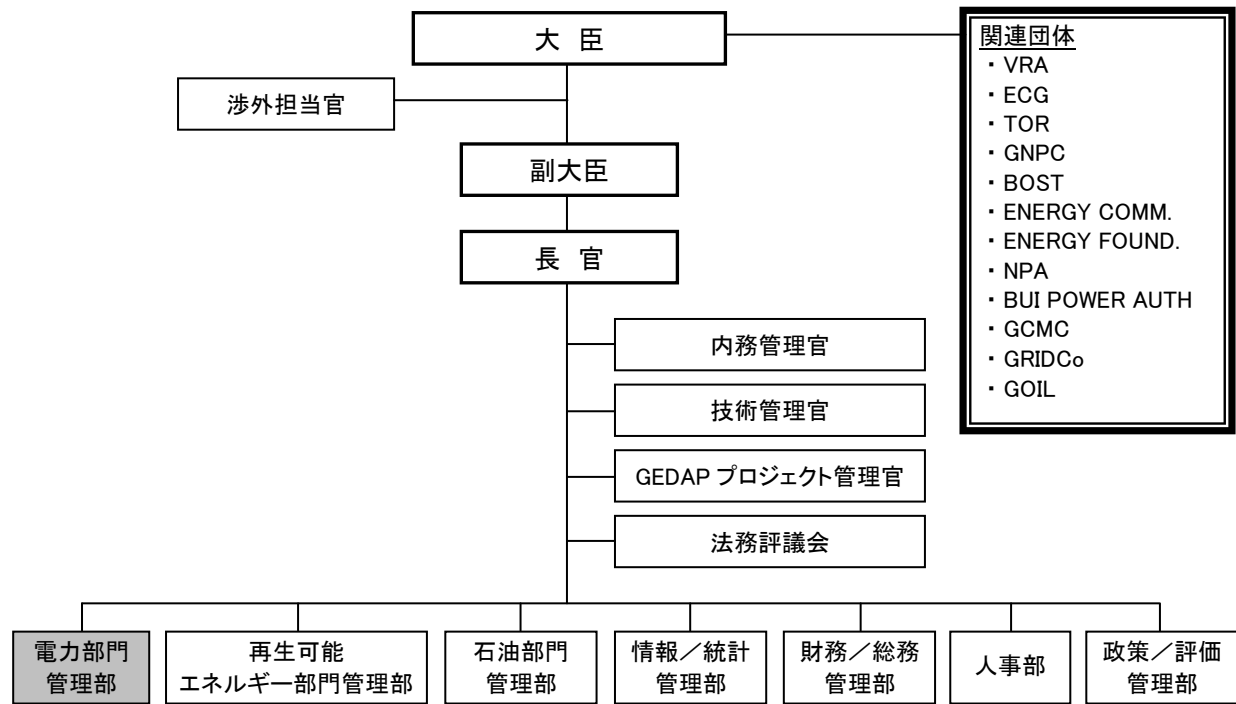 大 臣
関連団体
・ VRA
・ ECG
・ TOR
・ GNPC
・ BOST
・ ENERGY COMM.
・ ENERGY FOUND.
・ NPA
・ BUI POWER AUTH
・ GCMC
・ GRIDCo
・ GOIL
渉外担当官
副大臣
長 官
内務管理官
技術管理官
GEDAP プロジェクト管理官
法務評議会
電力部門
管理部
再生可能
エネルギー部門管理部
石油部門
管理部
情報／統計
管理部
財務／総務
管理部
人事部
政策／評価
管理部